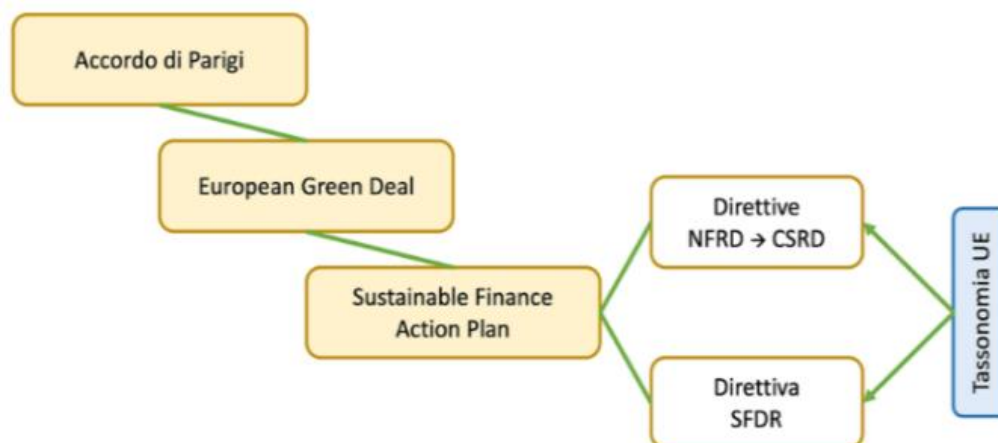 Accordo di Parigi
European Green Deal
Sustainable Finance
Action Plan
Direttive
NFRD → CSRD
Direttiva
SFDR
Tassonomia UE